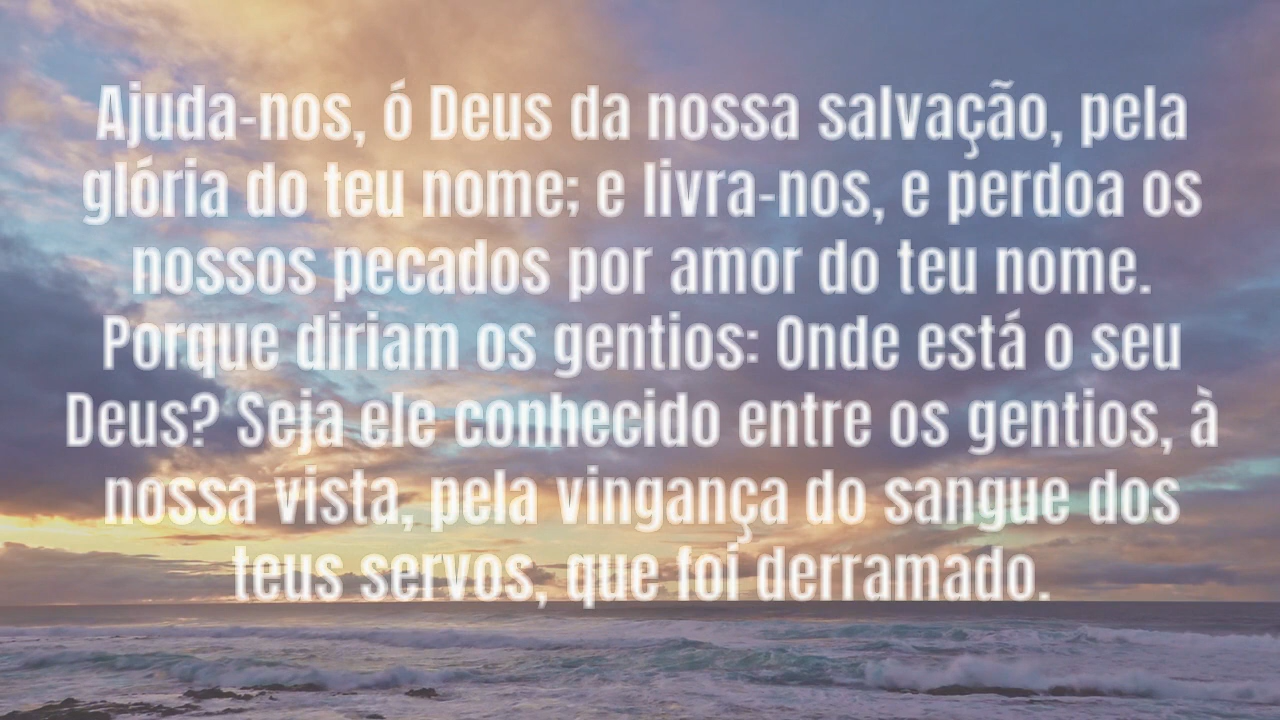 Ajuda-nos, ó Deus da nossa salvação, pela
glória do teu nome; e livra-nos, e perdoa os
nossos pecados por amor do teu nome.
Porque diriam os gentios: Onde está o seu
Deus? Seja ele conhecido entre os gentios, à
nossa vista, pela vingança do sangue dos
teus servos, que foi derramado.